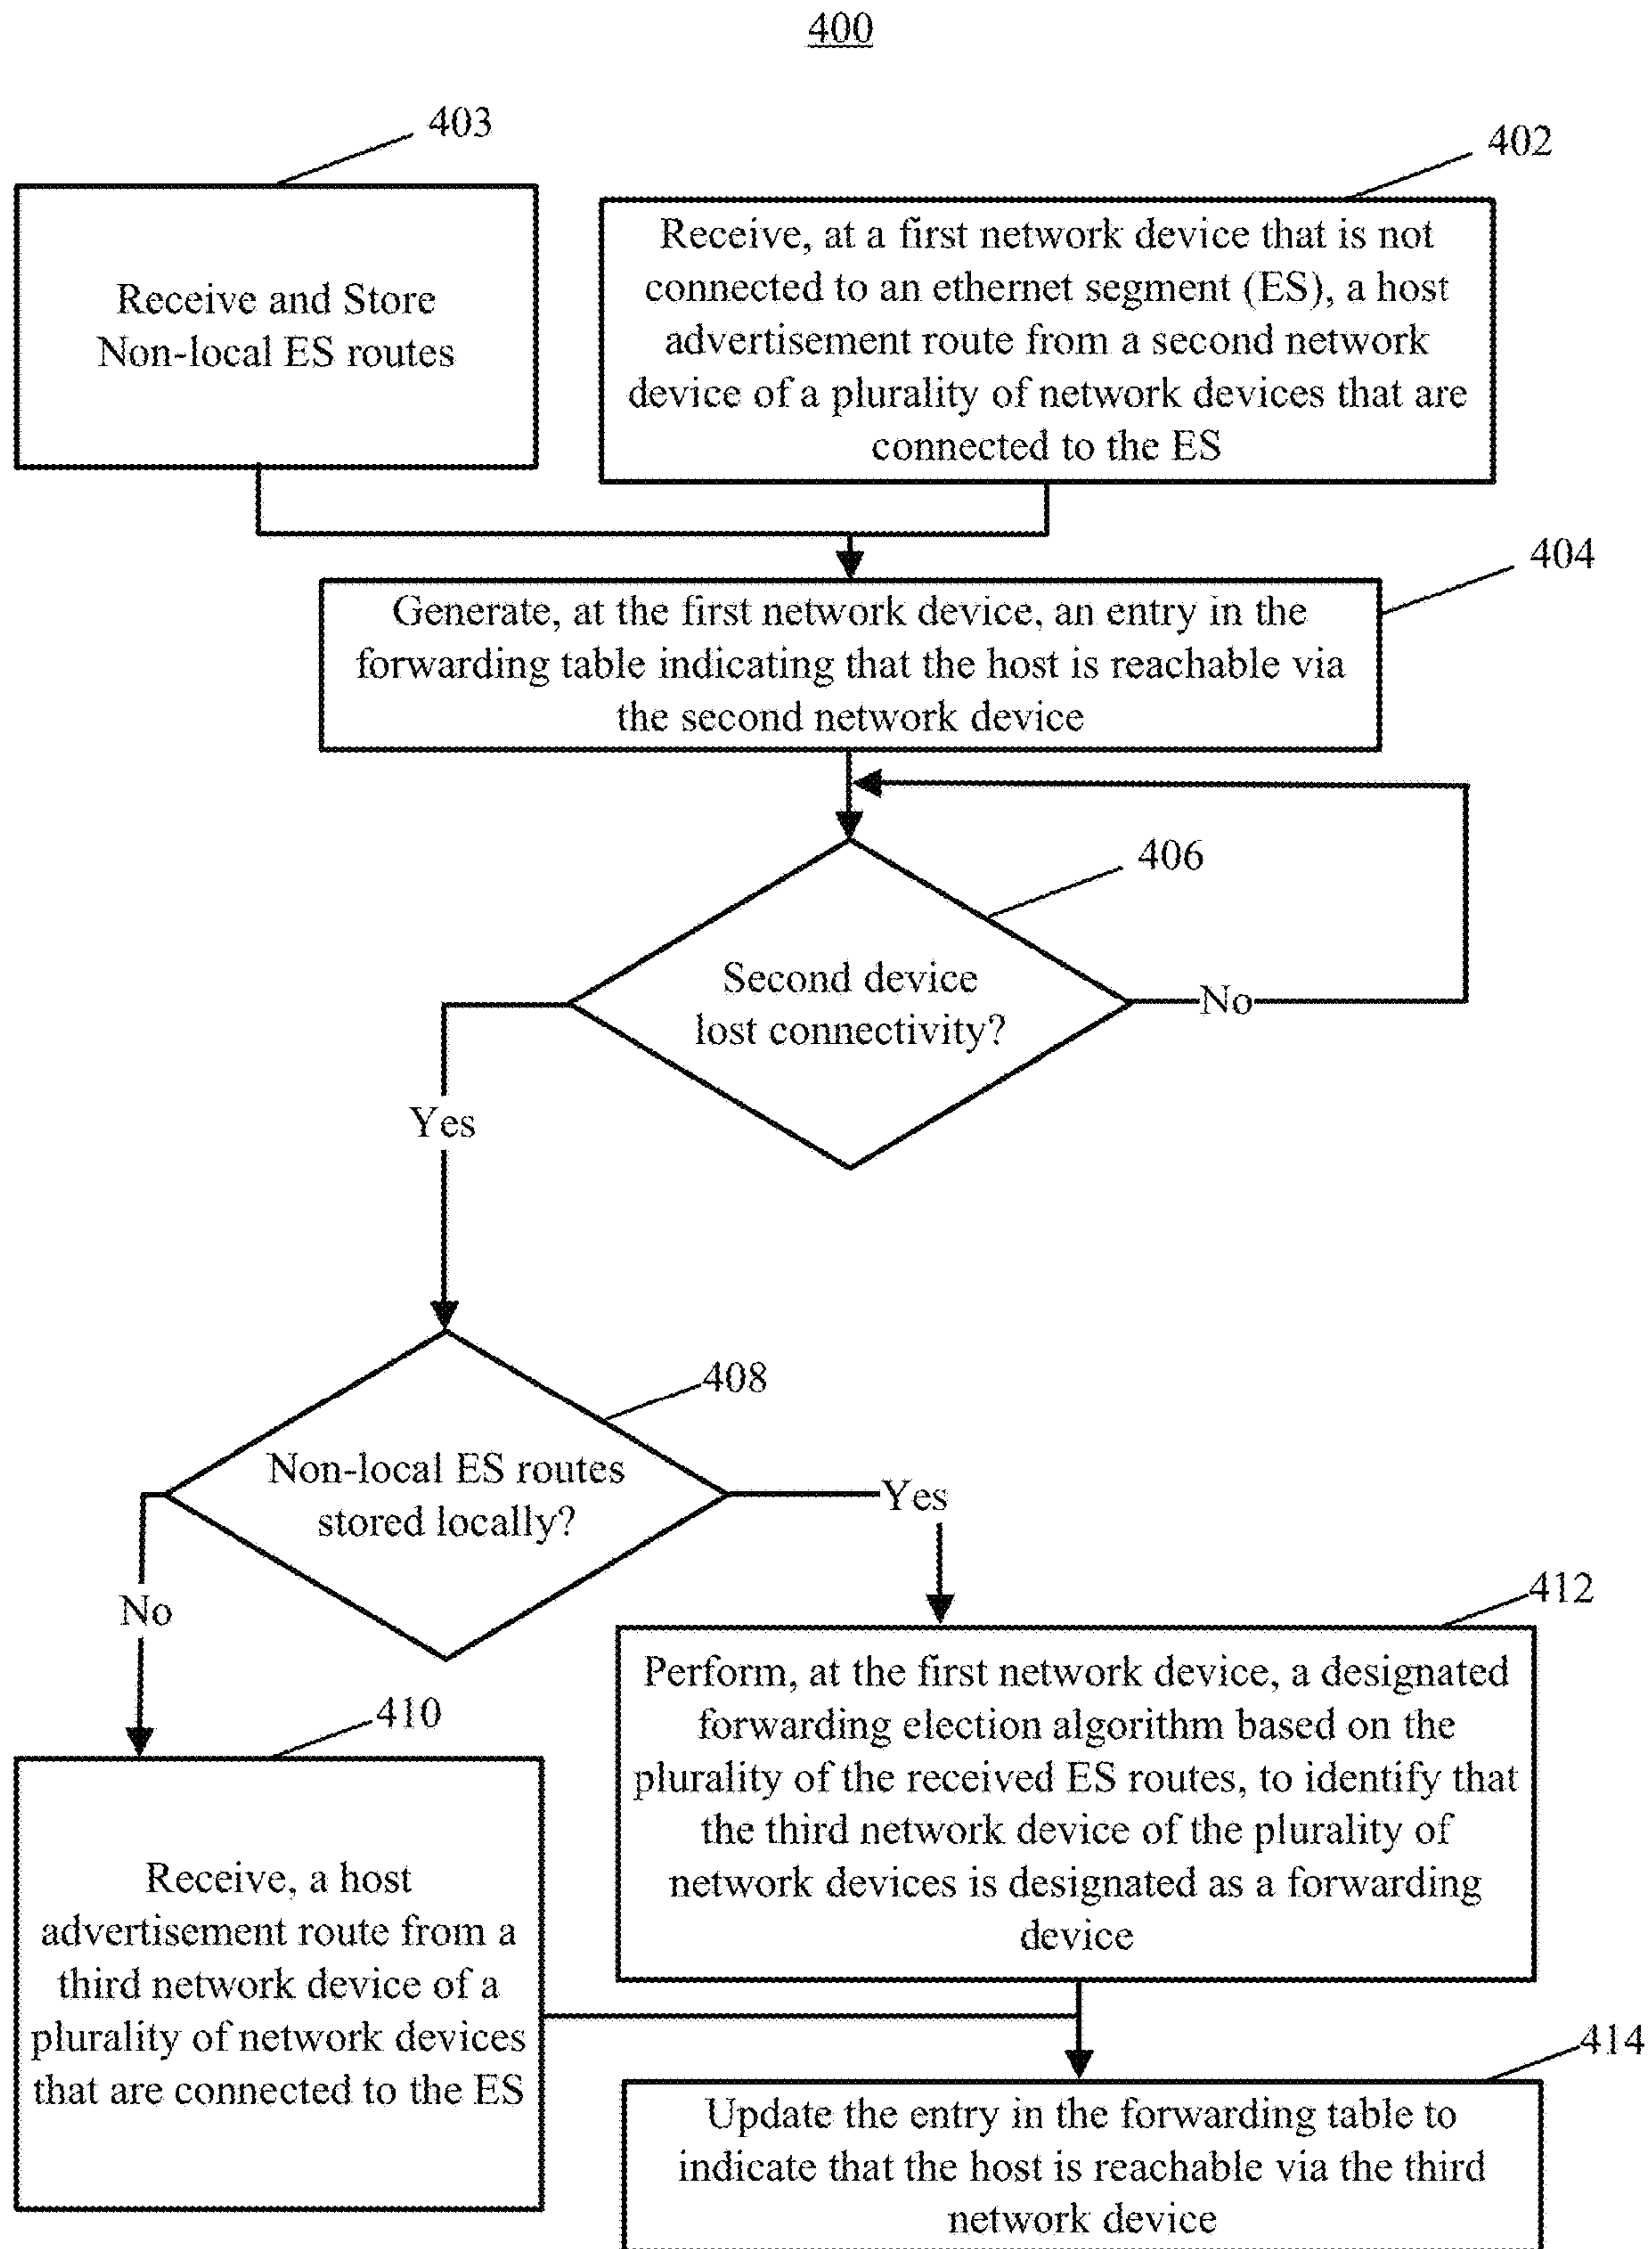 400
403
Receive and Store
Non-local ES routes
402
Receive, at a first network device that is not
connected to an ethernet segment (ES), a host
advertisement route from a second network
device of a plurality of network devices that are
connected to the ES
404
Generate, at the first network device, an entry in the
forwarding table indicating that the host is reachable via
the second network device
406
Second device
lost connectivity?
No
Yes
408
Non-local ES routes
stored locally?
Yes
No
412
Perform, at the first network device, a designated
forwarding election algorithm based on the
plurality of the received ES routes, to identify that
the third network device of the plurality of
network devices is designated as a forwarding
device
410
Receive, a host
advertisement route from a
third network device of a
plurality of network devices
that are connected to the ES
414
Update the entry in the forwarding table to
indicate that the host is reachable via the third
network device